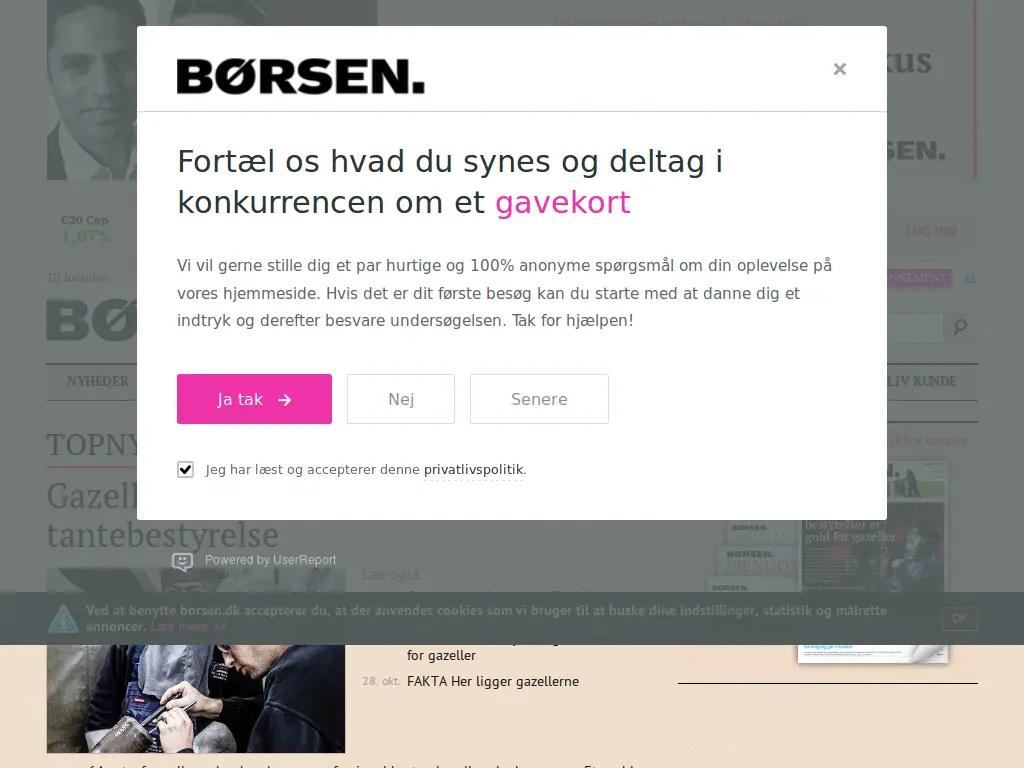 kus
BØRSEN.
×
SEN.
Fortæl os hvad du synes og deltag i
konkurrencen om et gavekort
C20 Cap
1,07%
LOG IND
Vi vil gerne stille dig et par hurtige og 100% anonyme spørgsmål om din oplevelse på
vores hjemmeside. Hvis det er dit første besøg kan du starte med at danne dig et
indtryk og derefter besvare undersøgelsen. Tak for hjælpen!
Til forsiden
NNEMENT
BØ
NYHEDER
LIV KUNDE
Ja tak
Nej
Senere
TOPNY
for kunder
Jeg har læst og accepterer denne privatlivspolitik.
Gazell
tantebestyrelse
bestyrelser er
guld for gazeller
BØRSEN.
BØRSEN.
BØRSEN.
Powered by UserReport
Læs også:
Ved at benytte borsen.dk accepterer du, at der anvendes cookies som vi bruger til at huske dine indstillinger, statistik og målrette
annoncer. Læs mere >>
OK
for gazeller
28. okt. FAKTA Her ligger gazellerne